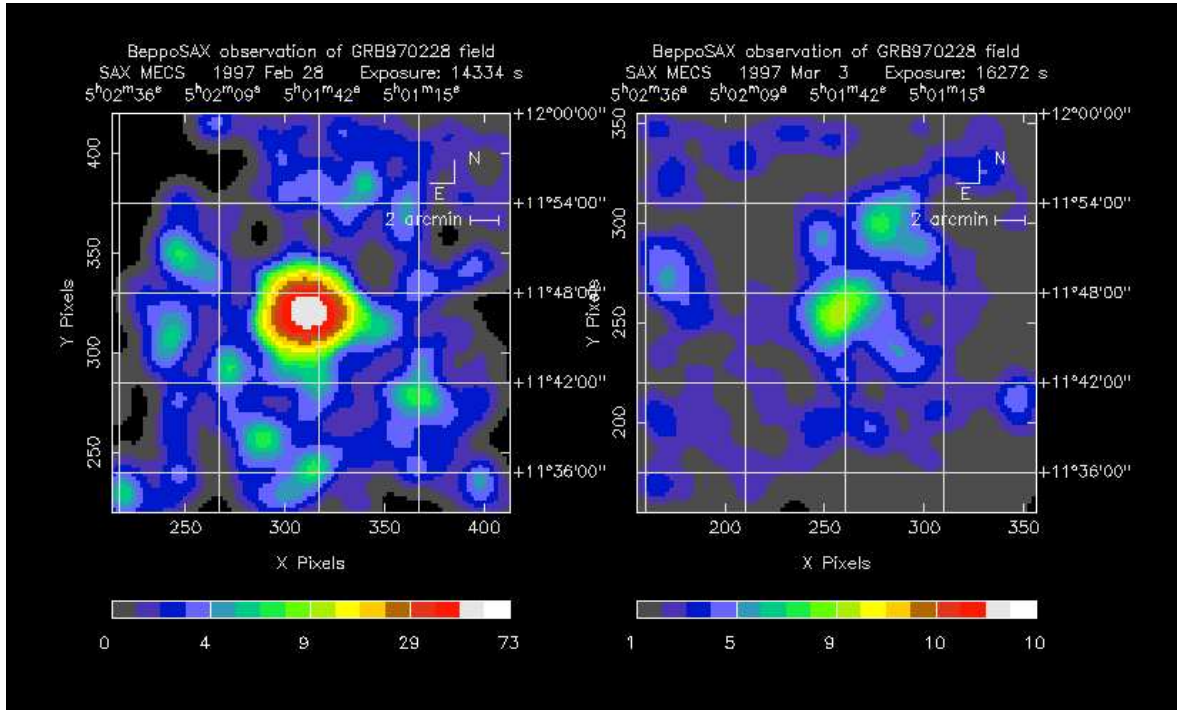 BeppoSAX observation of GRB970228 field
SAX MECS 1997 Feb 28 Exposure: 14334 s
5ʰ02ᵐ36ˢ 5ʰ02ᵐ09ˢ 5ʰ01ᵐ42ˢ 5ʰ01ᵐ15ˢ
+12°00'00"
400
N
E
+11°54'00"
2 arcmin
350
+11°48'00"
Y Pixels
300
+11°42'00"
250
+11°36'00"
250 300 350 400
X Pixels
0 4 9 29 73
BeppoSAX observation of GRB970228 field
SAX MECS 1997 Mar 3 Exposure: 16272 s
5ʰ02ᵐ36ˢ 5ʰ02ᵐ09ˢ 5ʰ01ᵐ42ˢ 5ʰ01ᵐ15ˢ
350
+12°00'00"
N
E
+11°54'00"
300
2 arcmin
+11°48'00"
Y Pixels
250
+11°42'00"
200
+11°36'00"
200 250 300 350
X Pixels
1 5 9 10 10